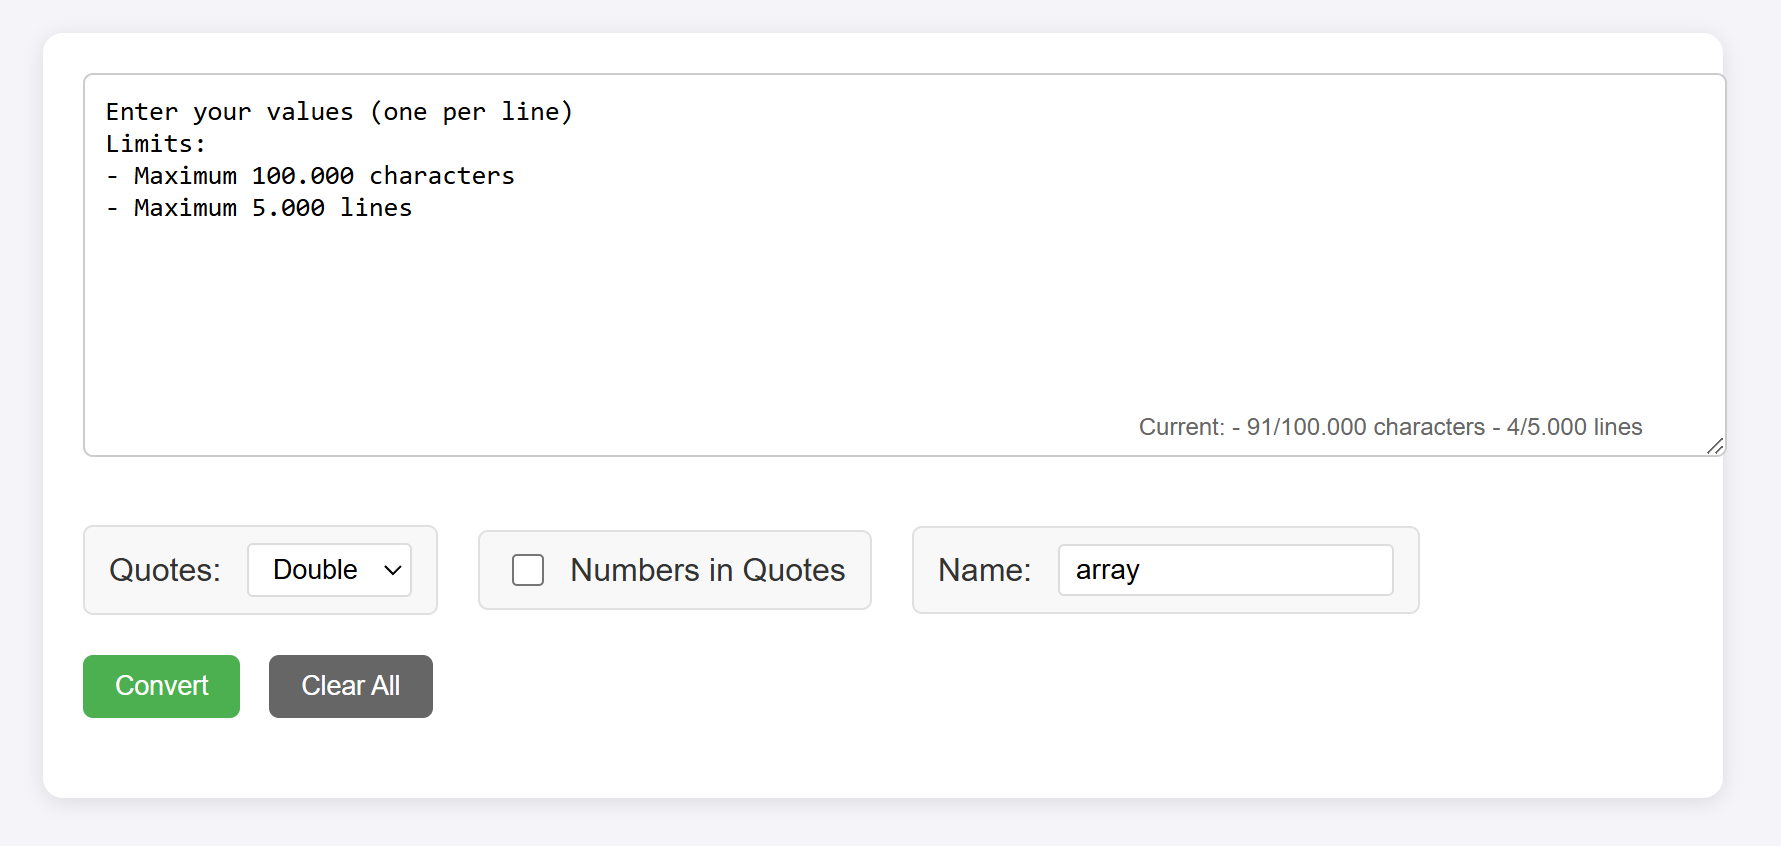 Enter your values (one per line)
Limits:
- Maximum 100.000 characters
- Maximum 5.000 lines
Current: - 91/100.000 characters - 4/5.000 lines
Quotes: Double Numbers in Quotes Name: array
Convert Clear All